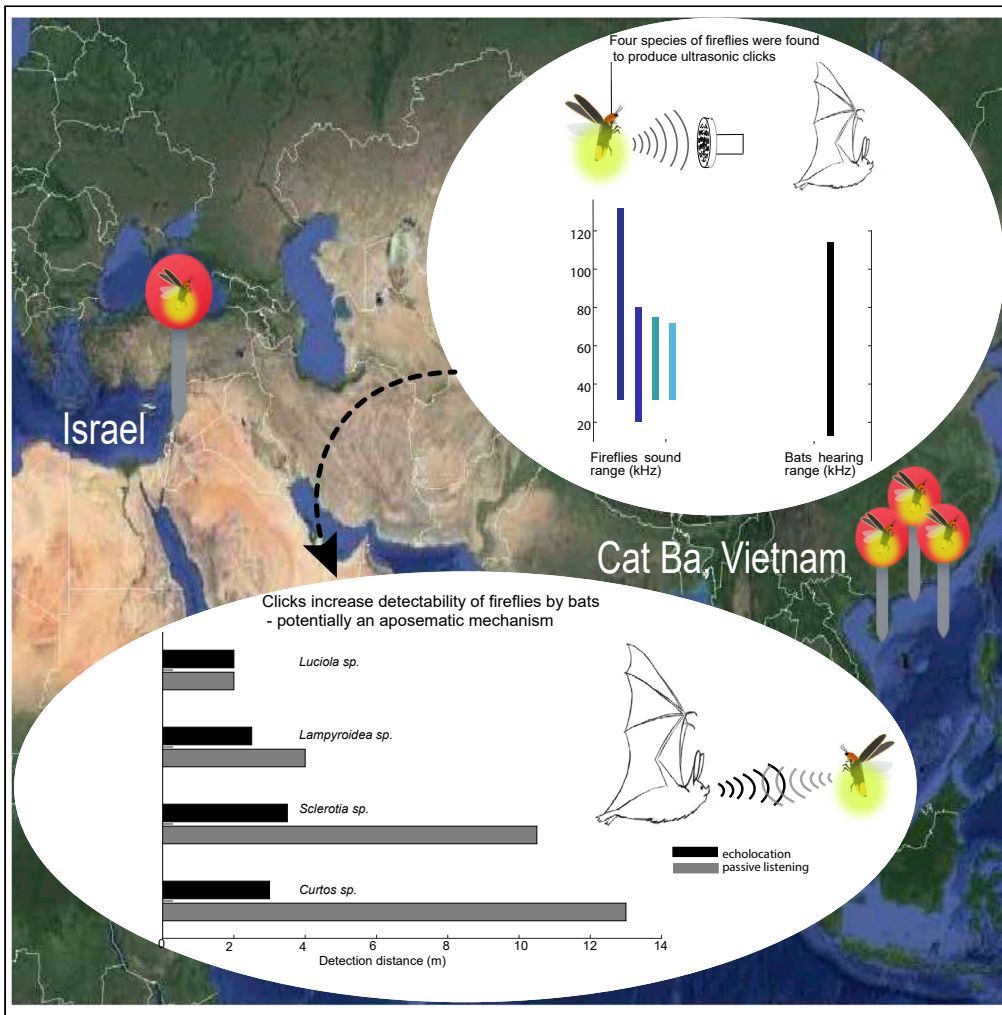 Four species of fireflies were found
to produce ultrasonic clicks
120
100
80
60
40
20
Fireflies sound
range (kHz)
Bats hearing
range (kHz)
Israel
Cat Ba, Vietnam
Clicks increase detectability of fireflies by bats
- potentially an aposematic mechanism
Luciola sp.
Lampyroidea sp.
Sclerotia sp.
Curtos sp.
echolocation
passive listening
0 2 4 6 8 10 12 14
Detection distance (m)